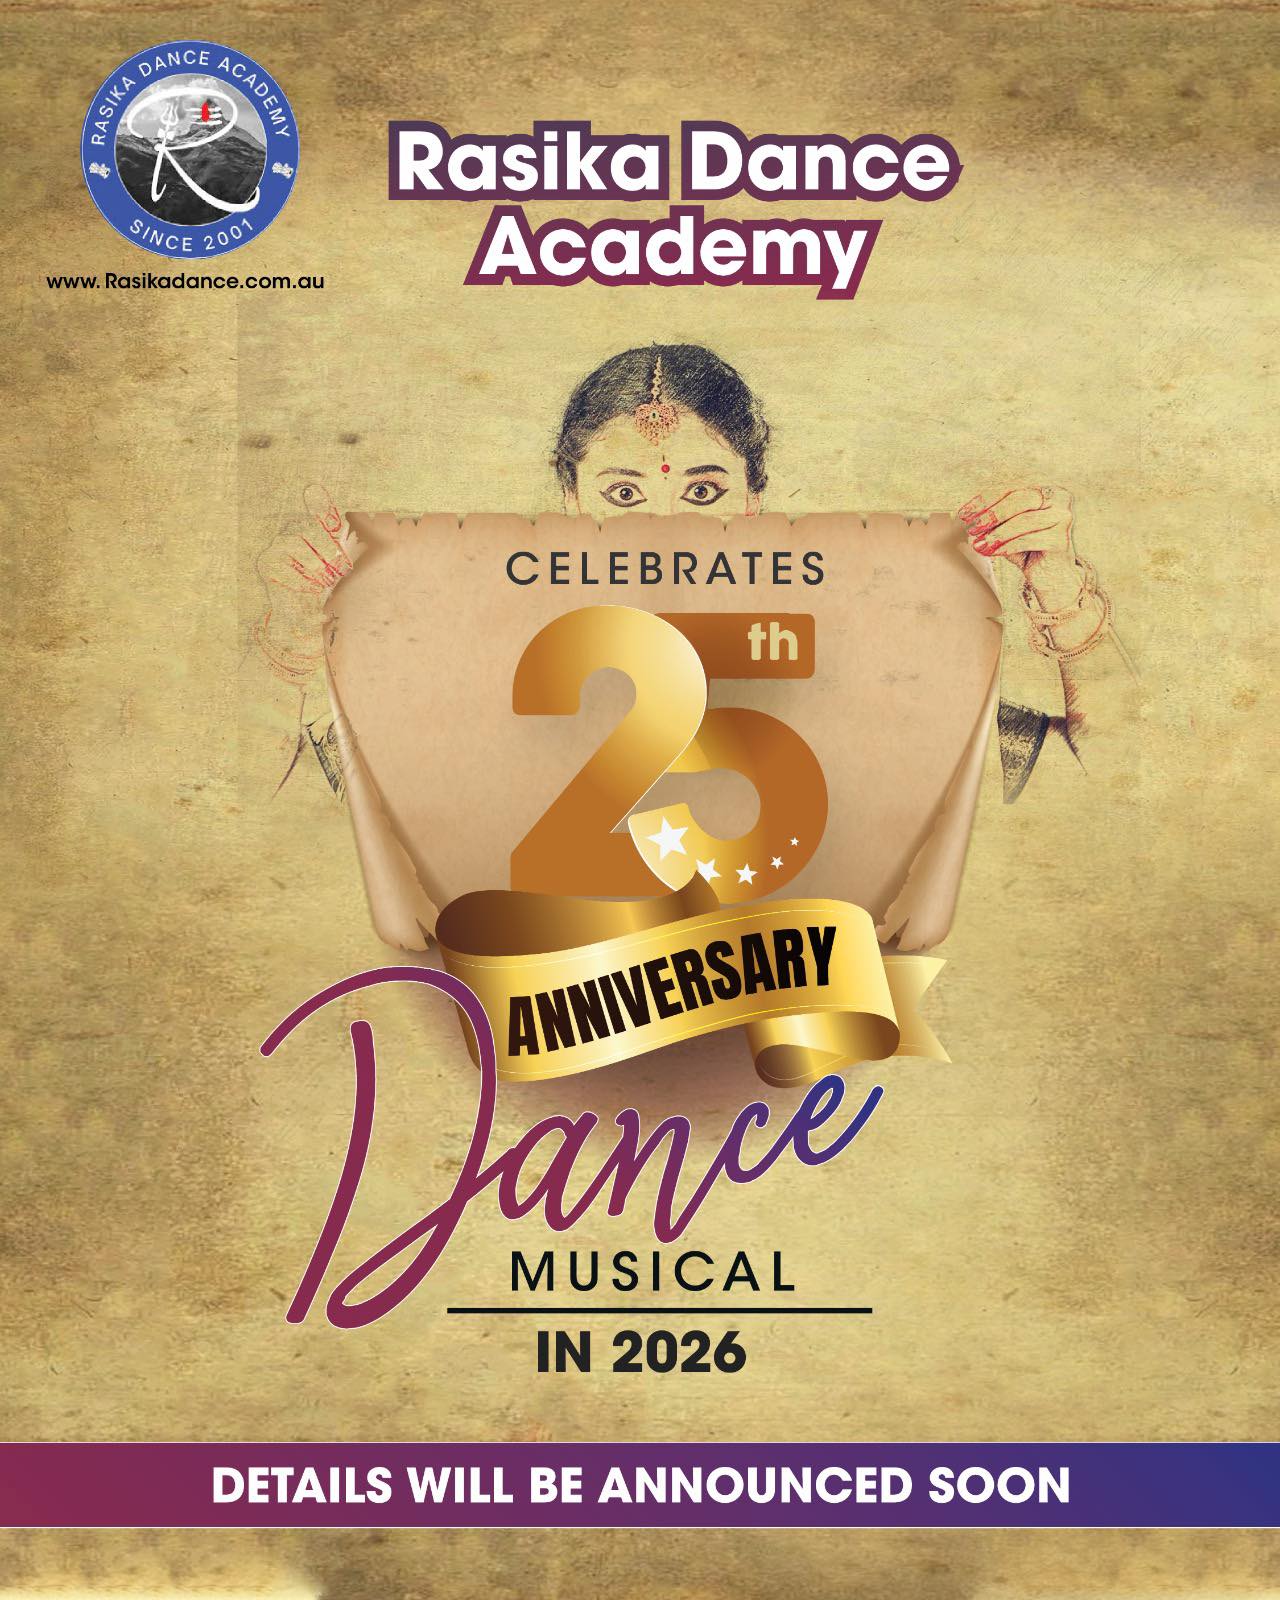 RASIKA DANCE ACADEMY
SINCE 2001
www.Rasikadance.com.au
Rasika Dance
Academy
CELEBRATES
25th
ANNIVERSARY
Dance
MUSICAL
IN 2026
DETAILS WILL BE ANNOUNCED SOON